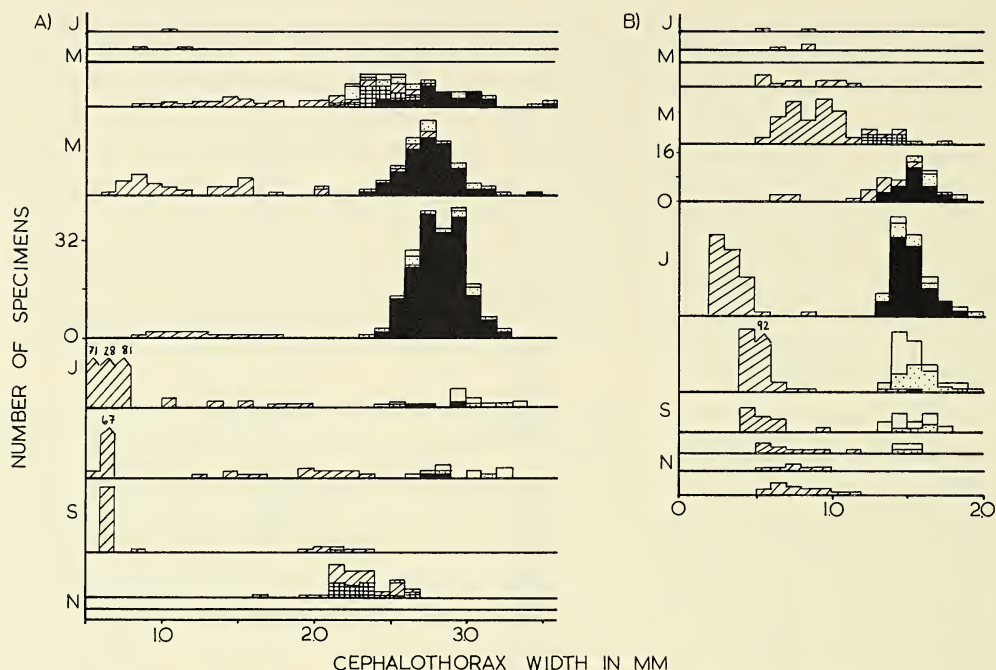 A)
J
M
M
32
O
J
71 28 81
67
S
N
1.0 2.0 3.0
NUMBER OF SPECIMENS
B)
J
M
M
16
O
J
92
S
N
0 1.0 2.0
CEPHALOTHORAX WIDTH IN MM